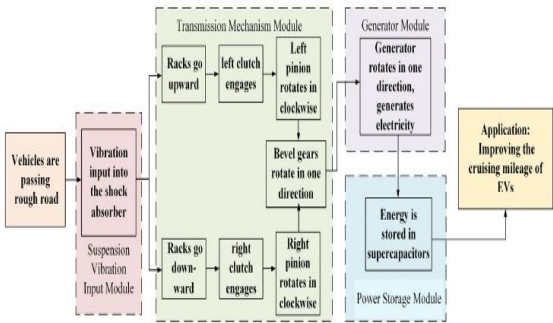 Vehicles are
passing
rough road
Vibration
input into
the shock
absorber
Suspension
Vibration
Input Module
Transmission Mechanism Module
Racks go
upward
left clutch
engages
Left
pinion
rotates in
clockwise
Bevel gears
rotate in one
direction
Racks go
down-
ward
right
clutch
engages
Right
pinion
rotates in
clockwise
Generator Module
Generator
rotates in one
direction,
generates
electricity
Energy is
stored in
supercapacitors
Power Storage Module
Application:
Improving the
cruising mileage of
EVs